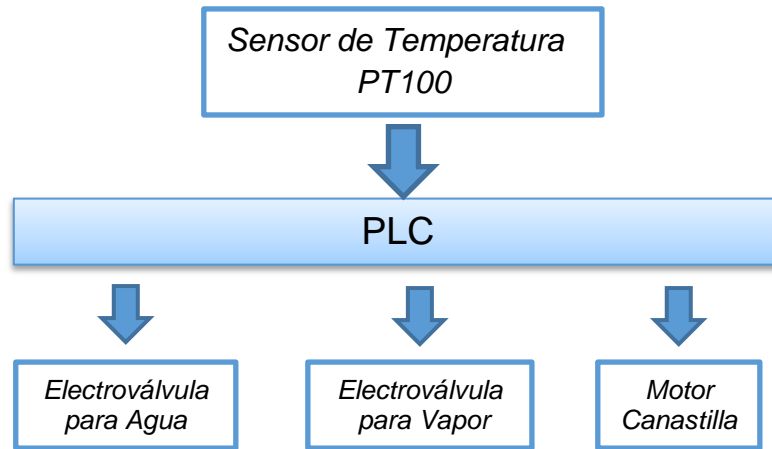 Sensor de Temperatura
PT100
PLC
Electroválvula
para Agua
Electroválvula
para Vapor
Motor
Canastilla